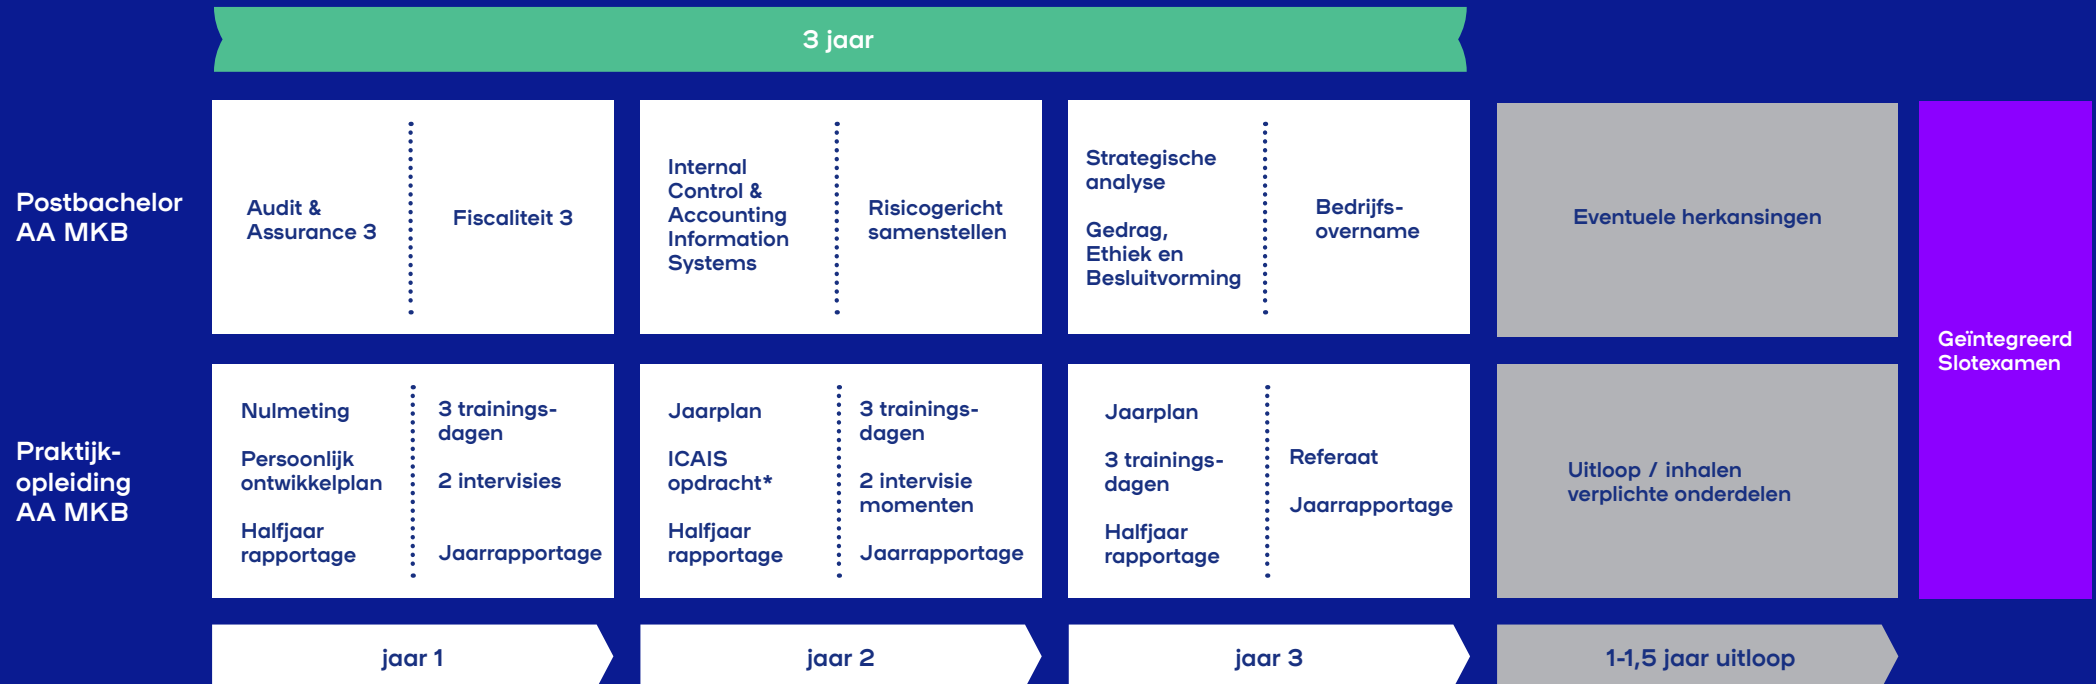 3 jaar
Postbachelor
AA MKB
Audit &
Assurance 3
Fiscaliteit 3
Internal
Control &
Accounting
Information
Systems
Risicogericht
samenstellen
Strategische
analyse
Gedrag,
Ethiek en
Besluitvorming
Bedrijfs-
overname
Eventuele herkansingen
Geïntegreerd
Slotexamen
Praktijk-
opleiding
AA MKB
Nulmeting
Persoonlijk
ontwikkelplan
Halfjaar
rapportage
3 trainings-
dagen
2 intervisies
Jaarrapportage
Jaarplan
ICAIS
opdracht*
Halfjaar
rapportage
3 trainings-
dagen
2 intervisie
momenten
Jaarrapportage
Jaarplan
3 trainings-
dagen
Halfjaar
rapportage
Referaat
Jaarrapportage
Uitloop / inhalen
verplichte onderdelen
jaar 1
jaar 2
jaar 3
1-1,5 jaar uitloop